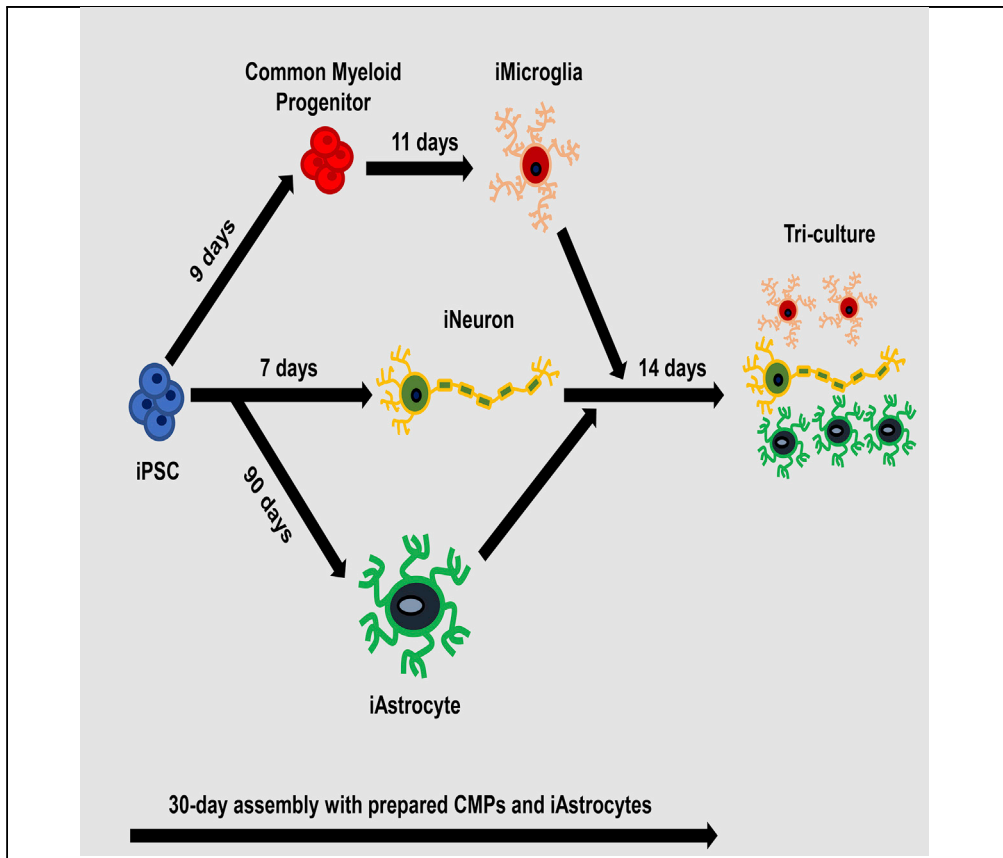 Common Myeloid
Progenitor
iMicroglia
11 days
9 days
Tri-culture
iNeuron
7 days
14 days
iPSC
90 days
iAstrocyte
30-day assembly with prepared CMPs and iAstrocytes